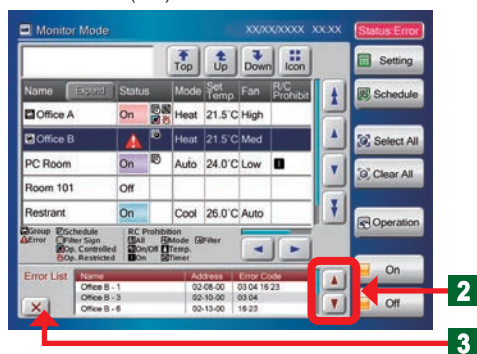 Monitor Mode XX/XX/XXXX XX:XX Status:Error
Top Up Down Icon Setting
Name Expand Status Mode Set Temp. Fan R/C Prohibit Schedule
Office A On Heat 21.5°C High
Office B Heat 21.5°C Med Select All
PC Room On Auto 24.0°C Low Clear All
Room 101 Off
Restrant On Cool 26.0°C Auto Operation
Group Schedule RC Prohibition
Error Filter Sign All Mode Filter
Op. Controlled On/Off Temp.
Op. Restricted On Timer
Error List Name Address Error Code On
Office B - 1 02-08-00 03 04 16 23
Office B - 3 02-10-00 03 04
Office B - 6 02-13-00 16 23 Off
2
3